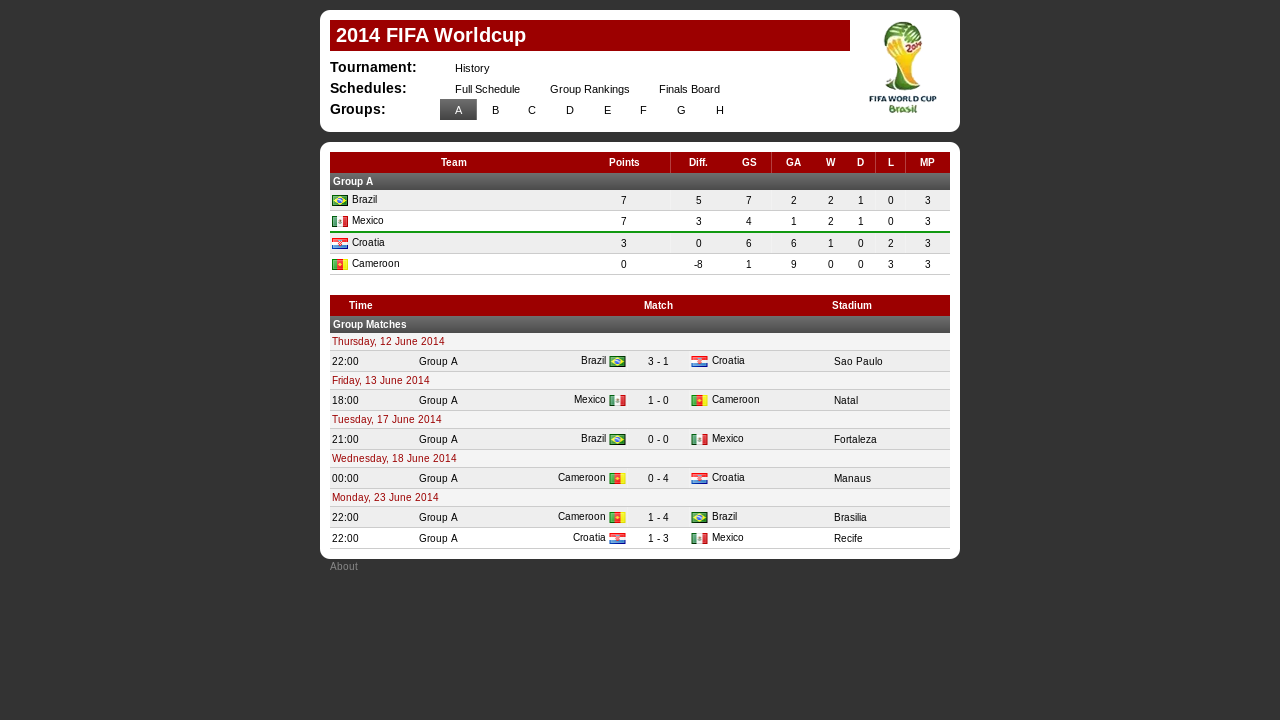 2014 FIFA Worldcup
2014
FIFA WORLD CUP
Brasil
Tournament: History
Schedules: Full Schedule Group Rankings Finals Board
Groups: A B C D E F G H
Team Points Diff. GS GA W D L MP
Group A
Brazil 7 5 7 2 2 1 0 3
Mexico 7 3 4 1 2 1 0 3
Croatia 3 0 6 6 1 0 2 3
Cameroon 0 -8 1 9 0 0 3 3
Time Match Stadium
Group Matches
Thursday, 12 June 2014
22:00 Group A Brazil 3 - 1 Croatia Sao Paulo
Friday, 13 June 2014
18:00 Group A Mexico 1 - 0 Cameroon Natal
Tuesday, 17 June 2014
21:00 Group A Brazil 0 - 0 Mexico Fortaleza
Wednesday, 18 June 2014
00:00 Group A Cameroon 0 - 4 Croatia Manaus
Monday, 23 June 2014
22:00 Group A Cameroon 1 - 4 Brazil Brasilia
22:00 Group A Croatia 1 - 3 Mexico Recife
About